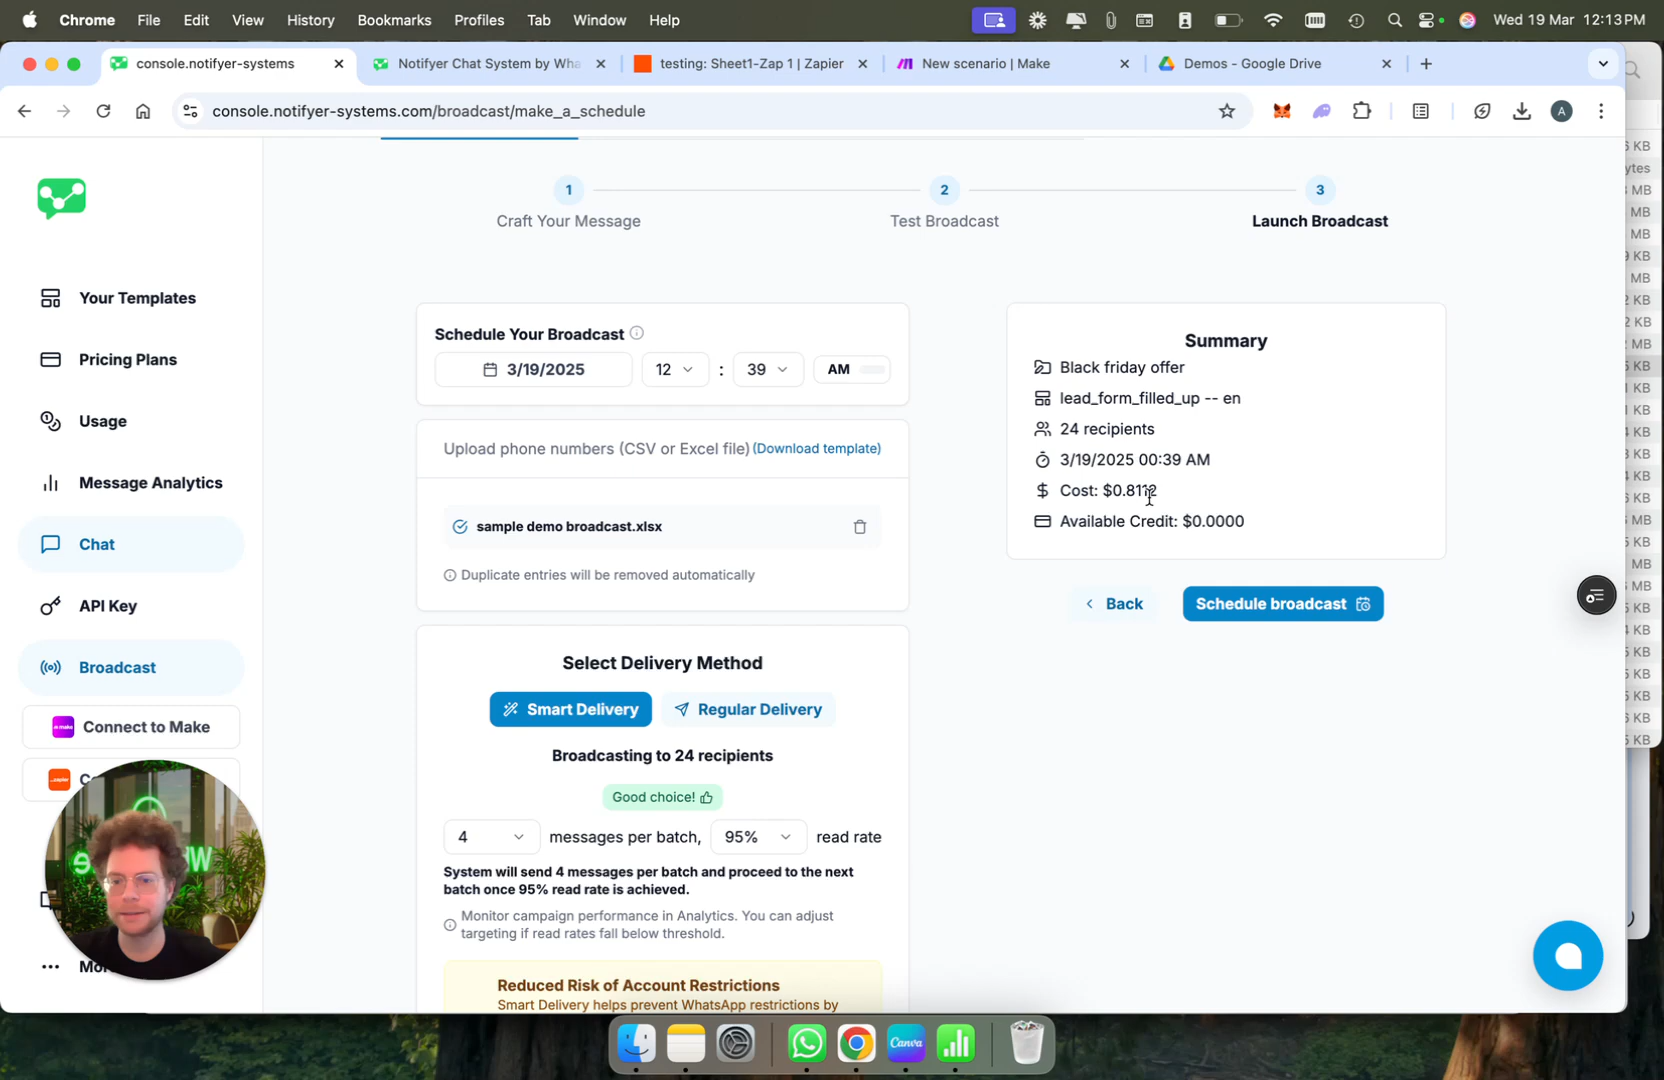 Chrome File Edit View History Bookmarks Profiles Tab Window Help Wed 19 Mar 12:13 PM
console.notifyer-systems Notifyer Chat System by Wha testing: Sheet1-Zap 1 | Zapier New scenario | Make Demos - Google Drive
console.notifyer-systems.com/broadcast/make_a_schedule A
1 2 3
Craft Your Message Test Broadcast Launch Broadcast
Your Templates
Pricing Plans
Usage
Message Analytics
Chat
API Key
Broadcast
Connect to Make
Schedule Your Broadcast
3/19/2025 12 : 39 AM
Upload phone numbers (CSV or Excel file) (Download template)
sample demo broadcast.xlsx
Duplicate entries will be removed automatically
Select Delivery Method
Smart Delivery Regular Delivery
Broadcasting to 24 recipients
Good choice!
4 messages per batch, 95% read rate
System will send 4 messages per batch and proceed to the next
batch once 95% read rate is achieved.
Monitor campaign performance in Analytics. You can adjust
targeting if read rates fall below threshold.
Reduced Risk of Account Restrictions
Smart Delivery helps prevent WhatsApp restrictions by
Summary
Black friday offer
lead_form_filled_up -- en
24 recipients
3/19/2025 00:39 AM
Cost: $0.8112
Available Credit: $0.0000
Back Schedule broadcast
Canva